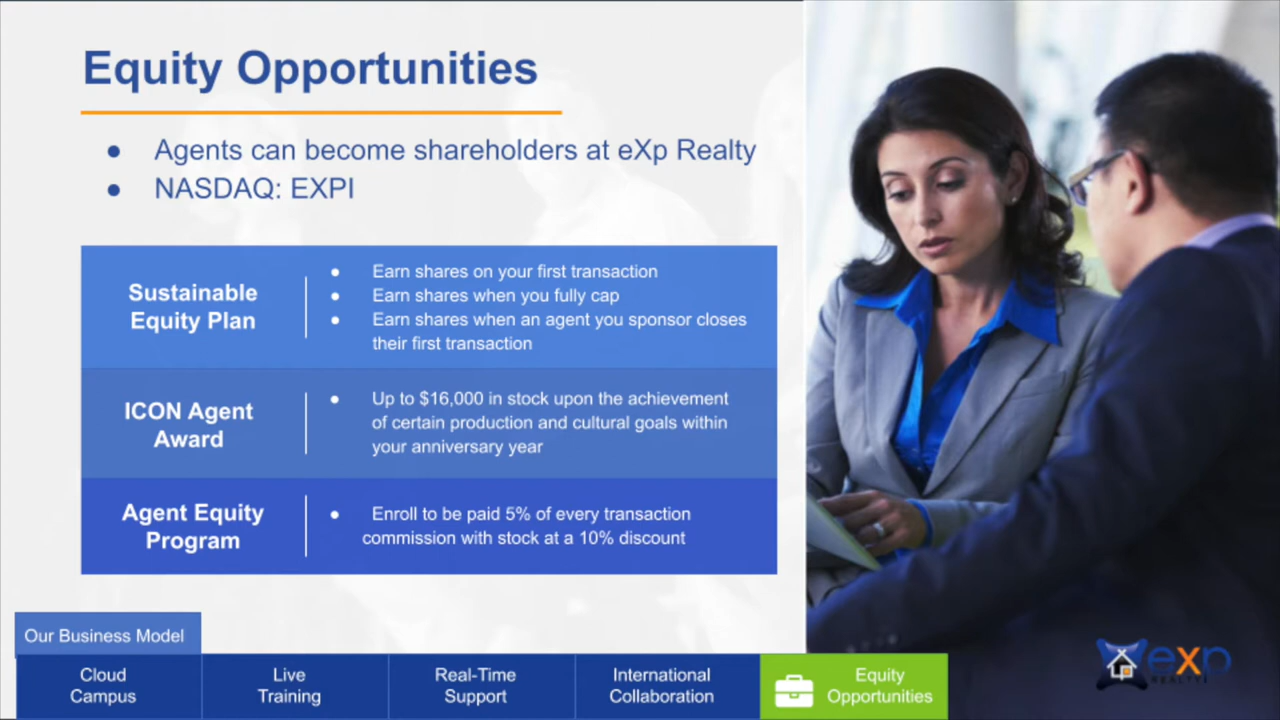 Equity Opportunities
● Agents can become shareholders at eXp Realty
● NASDAQ: EXPI
Sustainable
Equity Plan
● Earn shares on your first transaction
● Earn shares when you fully cap
● Earn shares when an agent you sponsor closes
their first transaction
ICON Agent
Award
● Up to $16,000 in stock upon the achievement
of certain production and cultural goals within
your anniversary year
Agent Equity
Program
● Enroll to be paid 5% of every transaction
commission with stock at a 10% discount
Our Business Model
Cloud
Campus
Live
Training
Real-Time
Support
International
Collaboration
Equity
Opportunities
eXp
REALTY